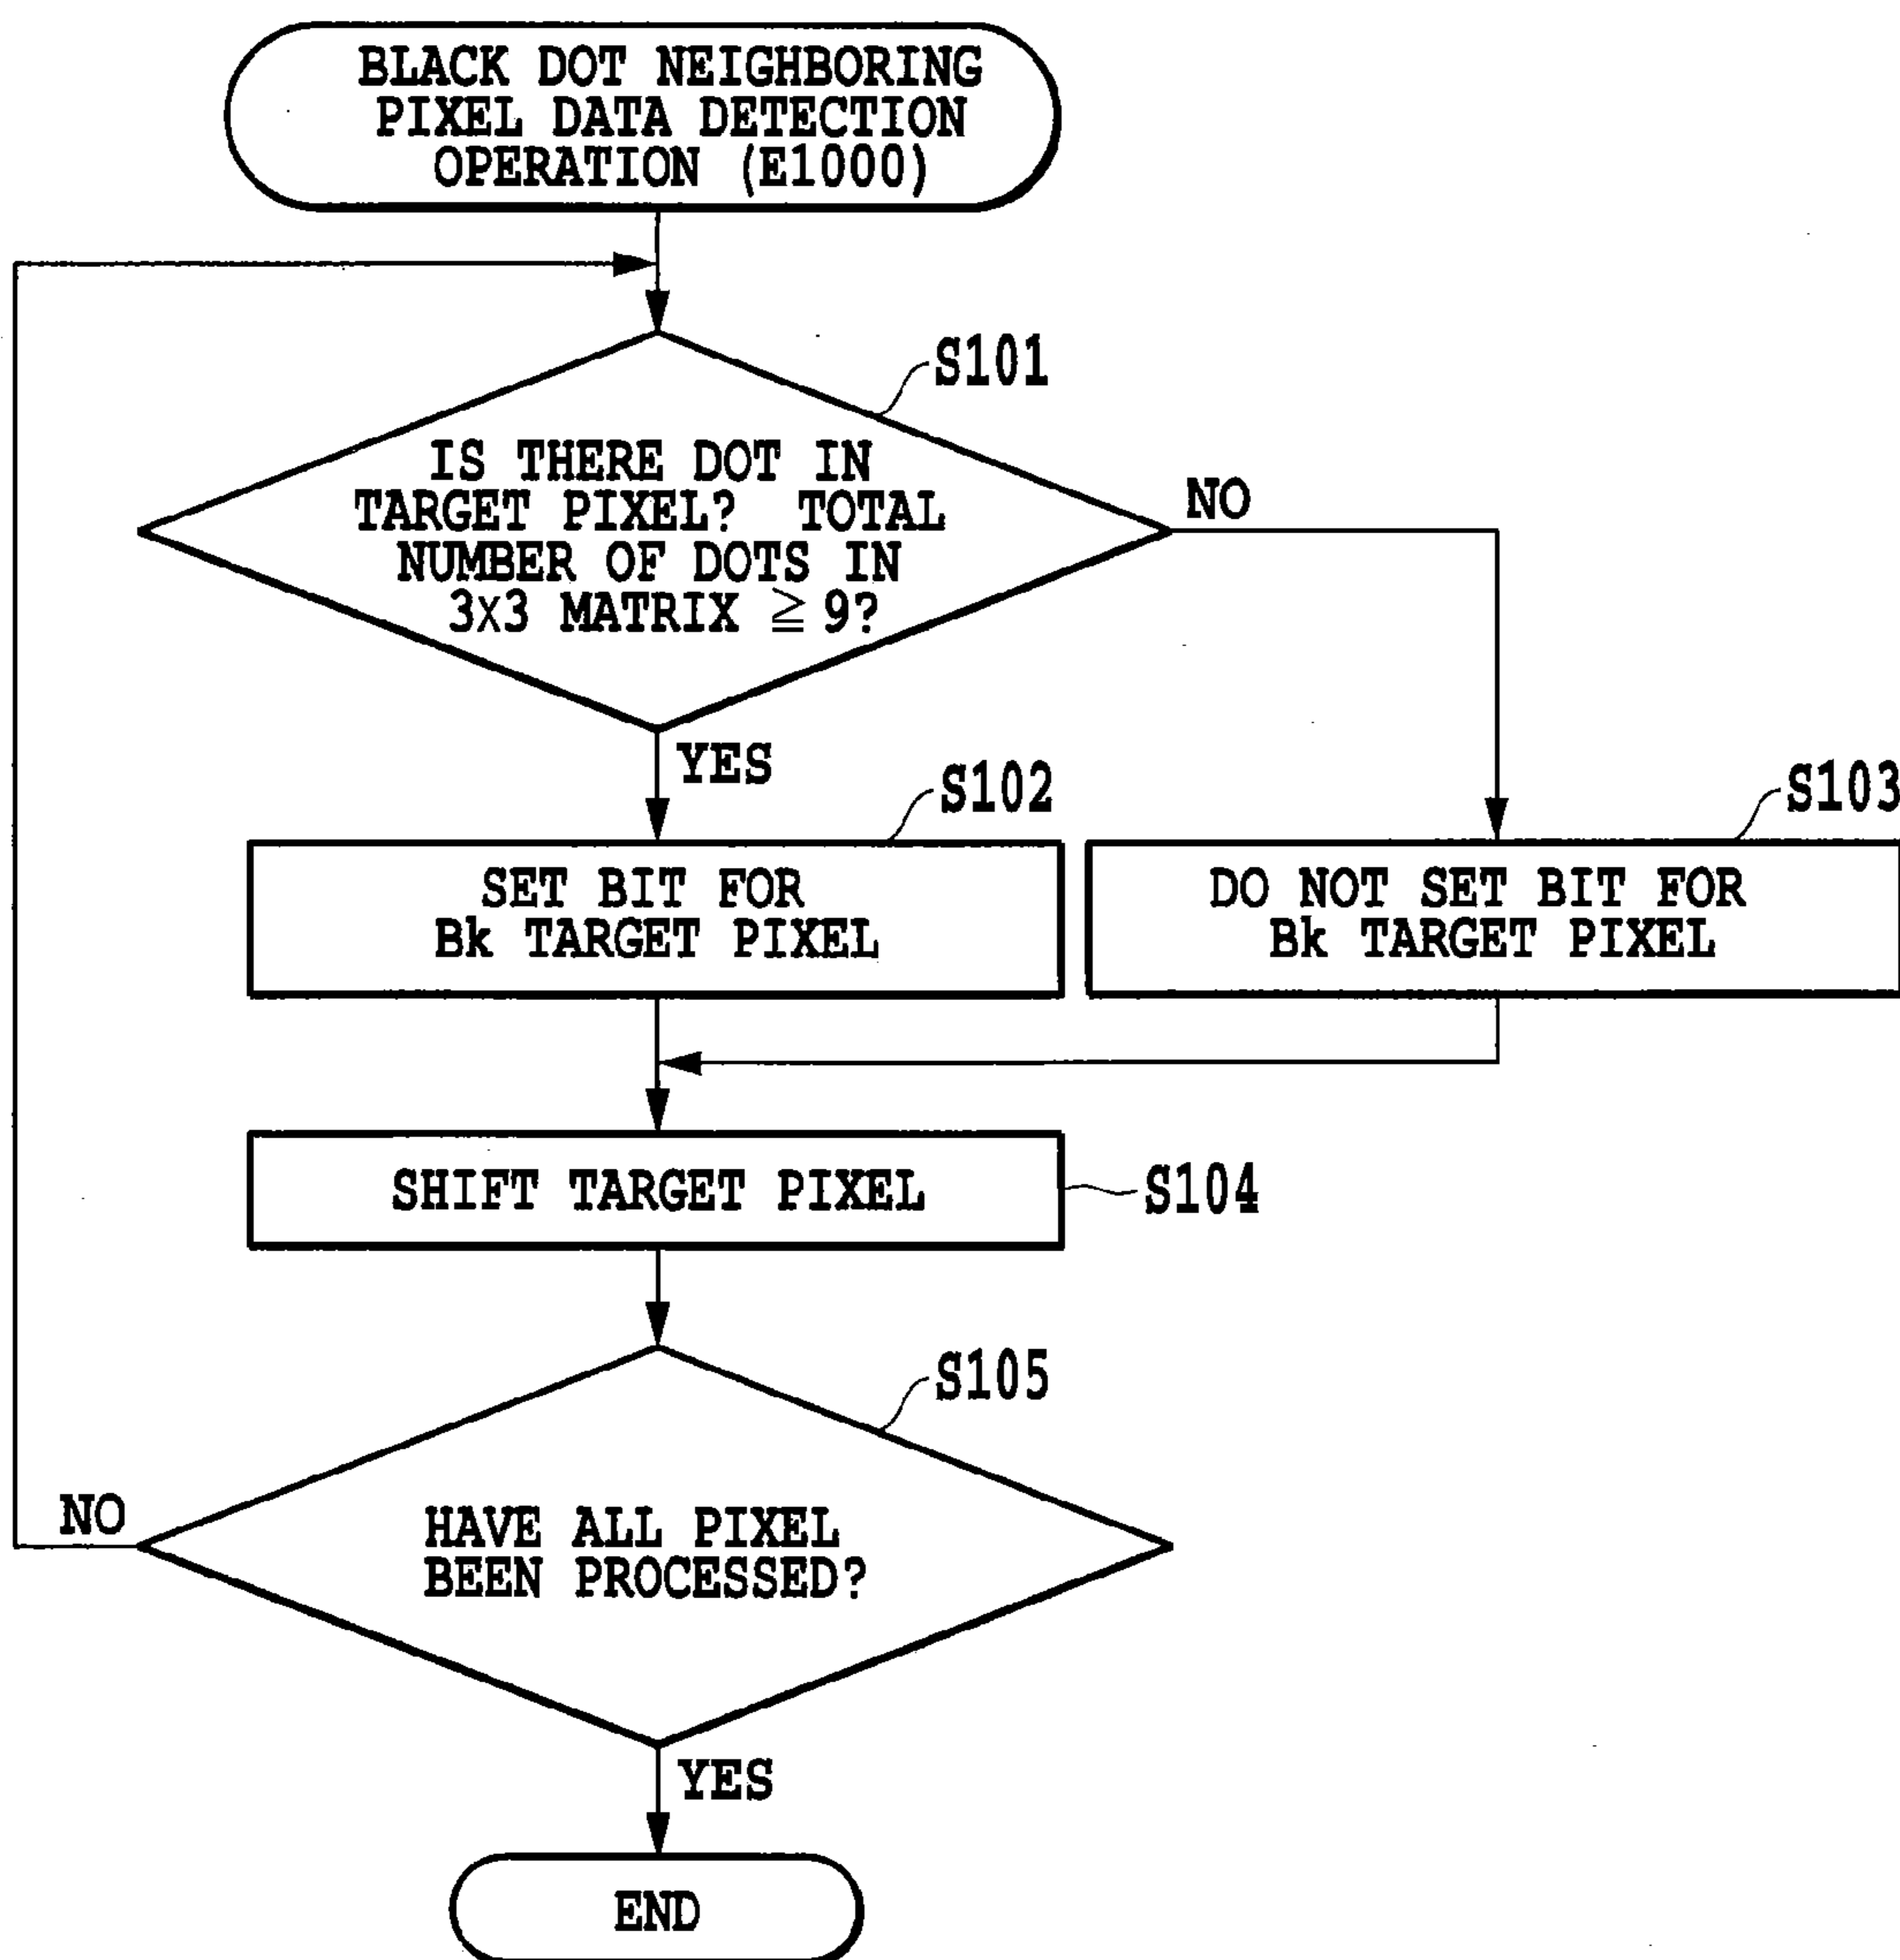 BLACK DOT NEIGHBORING
PIXEL DATA DETECTION
OPERATION (E1000)
S101
IS THERE DOT IN
TARGET PIXEL? TOTAL
NUMBER OF DOTS IN
3X3 MATRIX ≧ 9?
NO
YES
S102
S103
SET BIT FOR
Bk TARGET PIXEL
DO NOT SET BIT FOR
Bk TARGET PIXEL
SHIFT TARGET PIXEL
S104
S105
NO
HAVE ALL PIXEL
BEEN PROCESSED?
YES
END